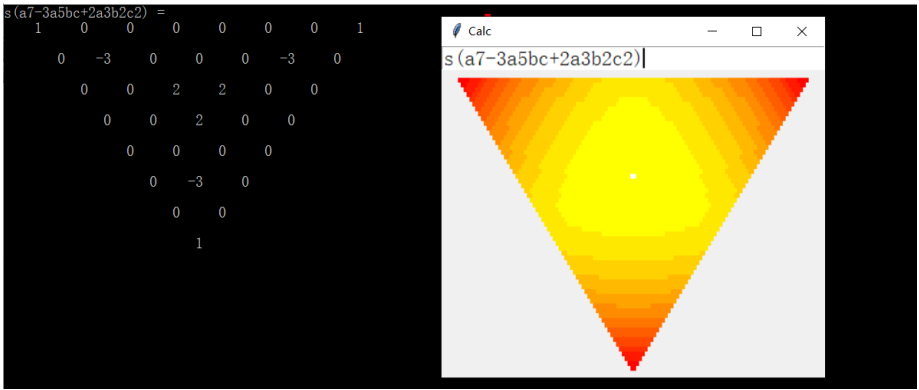 s(a7-3a5bc+2a3b2c2) =
1 0 0 0 0 0 0 1
0 -3 0 0 0 -3 0
0 0 2 2 0 0
0 0 2 0 0
0 0 0 0
0 -3 0
0 0
1
Calc
s(a7-3a5bc+2a3b2c2)